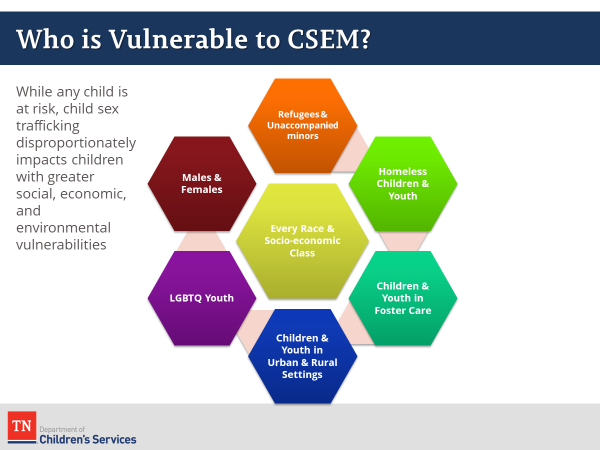 Who is Vulnerable to CSEM?
While any child is
at risk, child sex
trafficking
disproportionately
impacts children
with greater
social, economic,
and
environmental
vulnerabilities
Refugees &
Unaccompanied
minors
Males &
Females
Homeless
Children &
Youth
Every Race &
Socio-economic
Class
LGBTQ Youth
Children &
Youth in
Foster Care
Children &
Youth in
Urban & Rural
Settings
TN
Department of
Children's Services